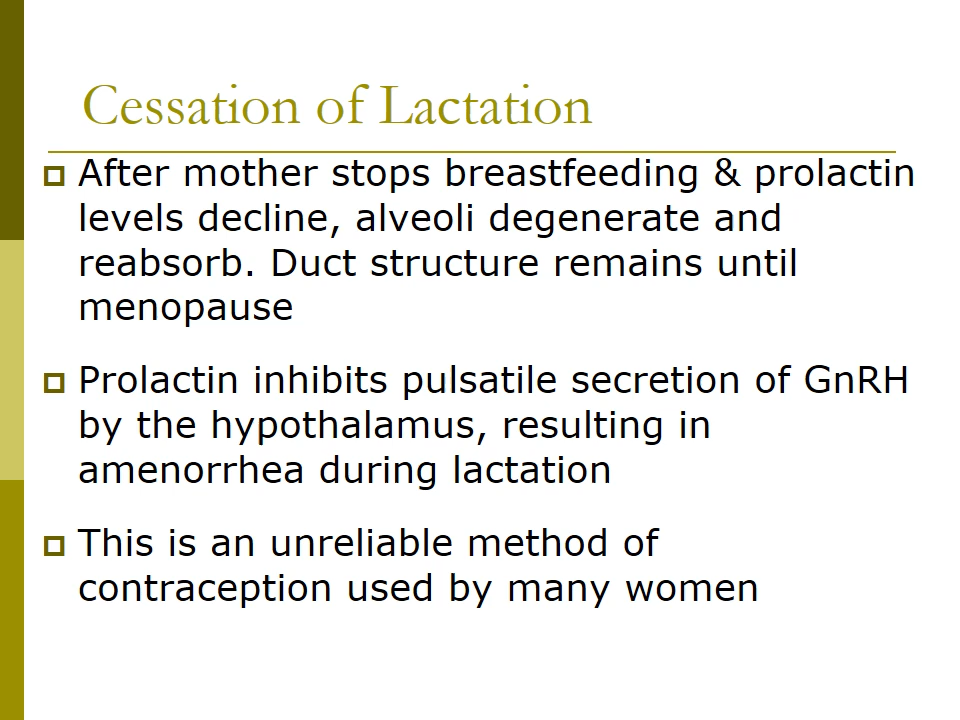 Cessation of Lactation
After mother stops breastfeeding & prolactin
levels decline, alveoli degenerate and
reabsorb. Duct structure remains until
menopause
Prolactin inhibits pulsatile secretion of GnRH
by the hypothalamus, resulting in
amenorrhea during lactation
This is an unreliable method of
contraception used by many women